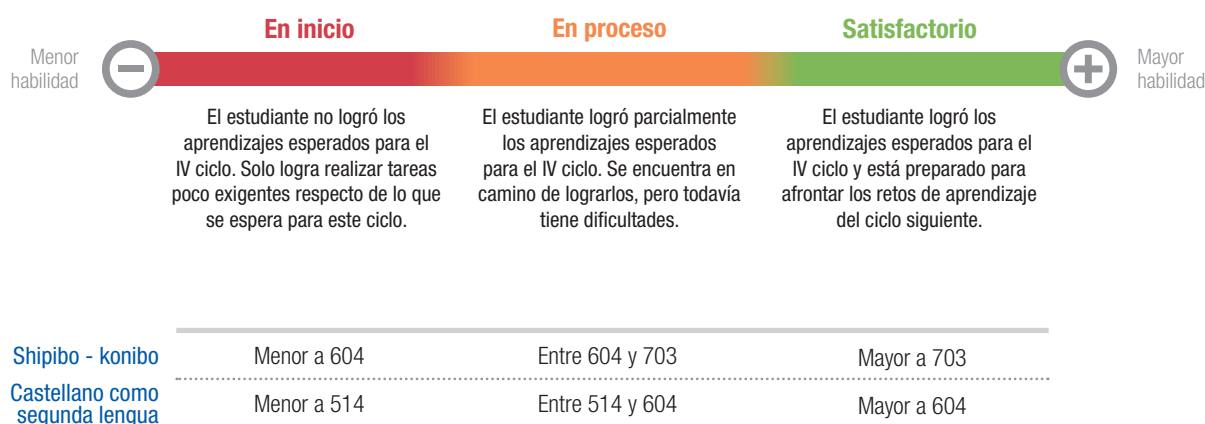 En inicio
En proceso
Satisfactorio
Menor
habilidad
Mayor
habilidad
El estudiante no logró los
aprendizajes esperados para el
IV ciclo. Solo logra realizar tareas
poco exigentes respecto de lo que
se espera para este ciclo.
El estudiante logró parcialmente
los aprendizajes esperados
para el IV ciclo. Se encuentra en
camino de lograrlos, pero todavía
tiene dificultades.
El estudiante logró los
aprendizajes esperados para el
IV ciclo y está preparado para
afrontar los retos de aprendizaje
del ciclo siguiente.
Shipibo - konibo
Menor a 604
Entre 604 y 703
Mayor a 703
Castellano como
segunda lengua
Menor a 514
Entre 514 y 604
Mayor a 604